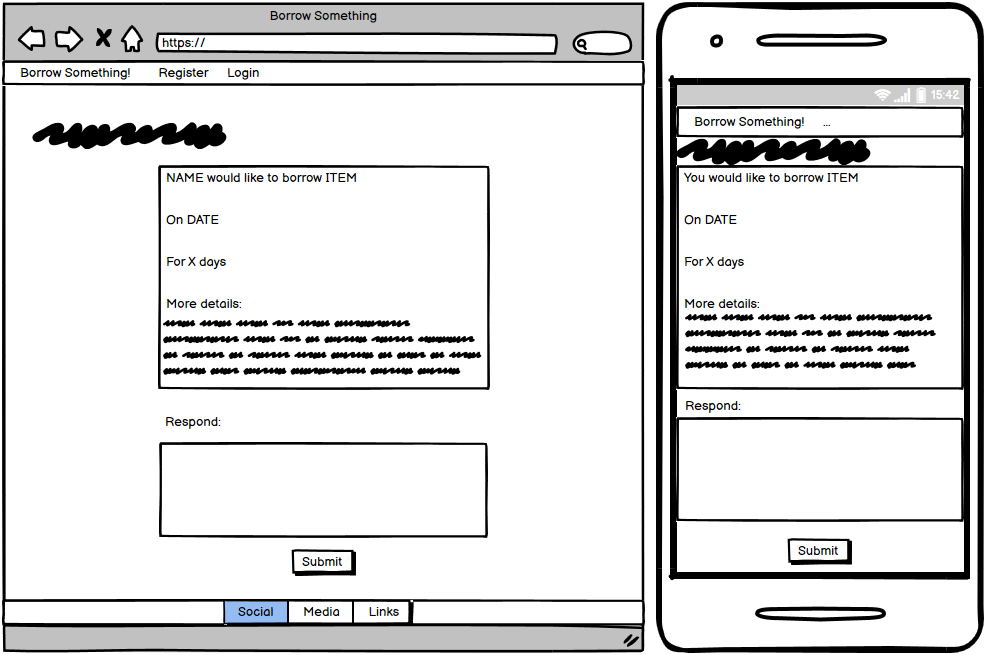 Borrow Something
https://
Borrow Something! Register Login
NAME would like to borrow ITEM
On DATE
For X days
More details:
Respond:
Submit
Social Media Links
15:42
Borrow Something! ...
You would like to borrow ITEM
On DATE
For X days
More details:
Respond:
Submit